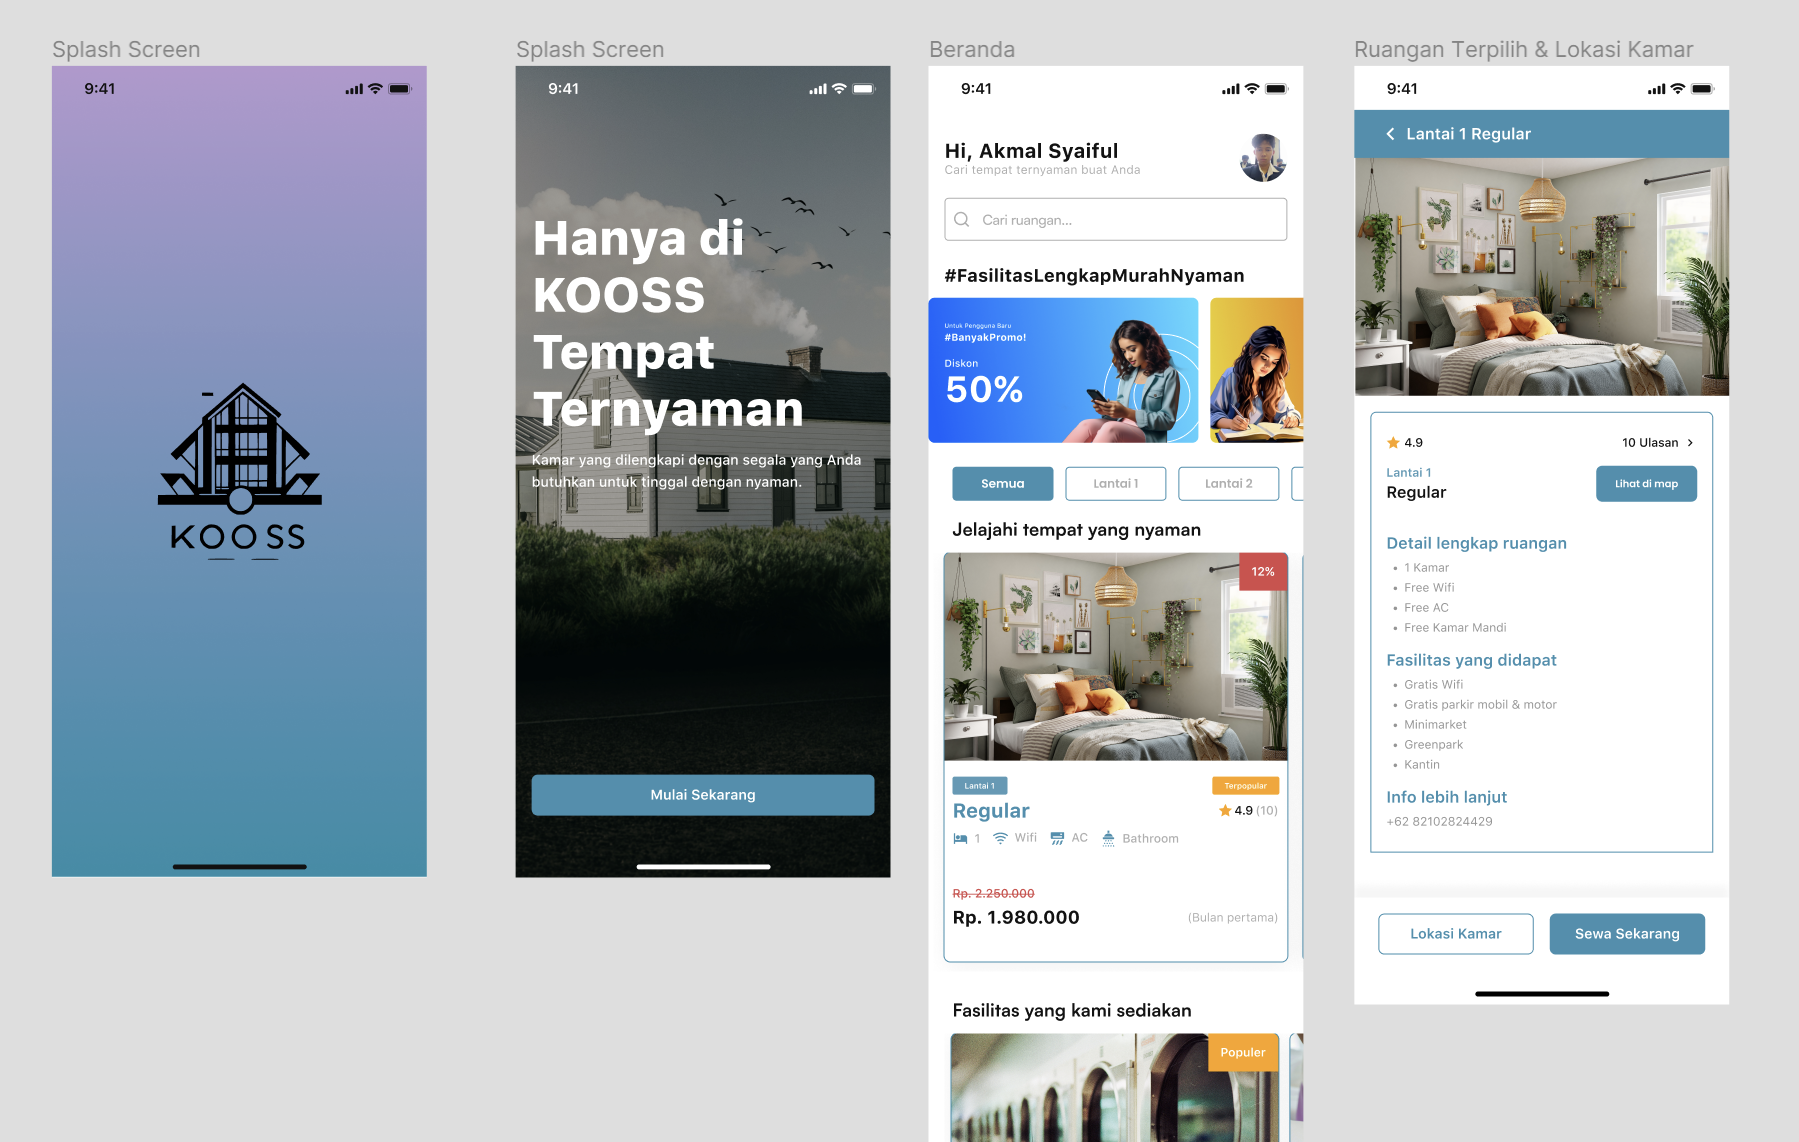 Splash Screen
9:41
KOOSS
Splash Screen
9:41
Hanya di
KOOSS
Tempat
Ternyaman
Kamar yang dilengkapi dengan segala yang Anda
butuhkan untuk tinggal dengan nyaman.
Mulai Sekarang
Beranda
9:41
Hi, Akmal Syaiful
Cari tempat ternyaman buat Anda
Cari ruangan...
#FasilitasLengkapMurahNyaman
Untuk Pengguna Baru
#BanyakPromo!
Diskon
50%
Semua
Lantai 1
Lantai 2
Jelajahi tempat yang nyaman
12%
Lantai 1
Terpopular
Regular
4.9 (10)
1
Wifi
AC
Bathroom
Rp. 2.250.000
Rp. 1.980.000
(Bulan pertama)
Fasilitas yang kami sediakan
Populer
Ruangan Terpilih & Lokasi Kamar
9:41
Lantai 1 Regular
4.9
10 Ulasan
Lantai 1
Regular
Lihat di map
Detail lengkap ruangan
• 1 Kamar
• Free Wifi
• Free AC
• Free Kamar Mandi
Fasilitas yang didapat
• Gratis Wifi
• Gratis parkir mobil & motor
• Minimarket
• Greenpark
• Kantin
Info lebih lanjut
+62 82102824429
Lokasi Kamar
Sewa Sekarang